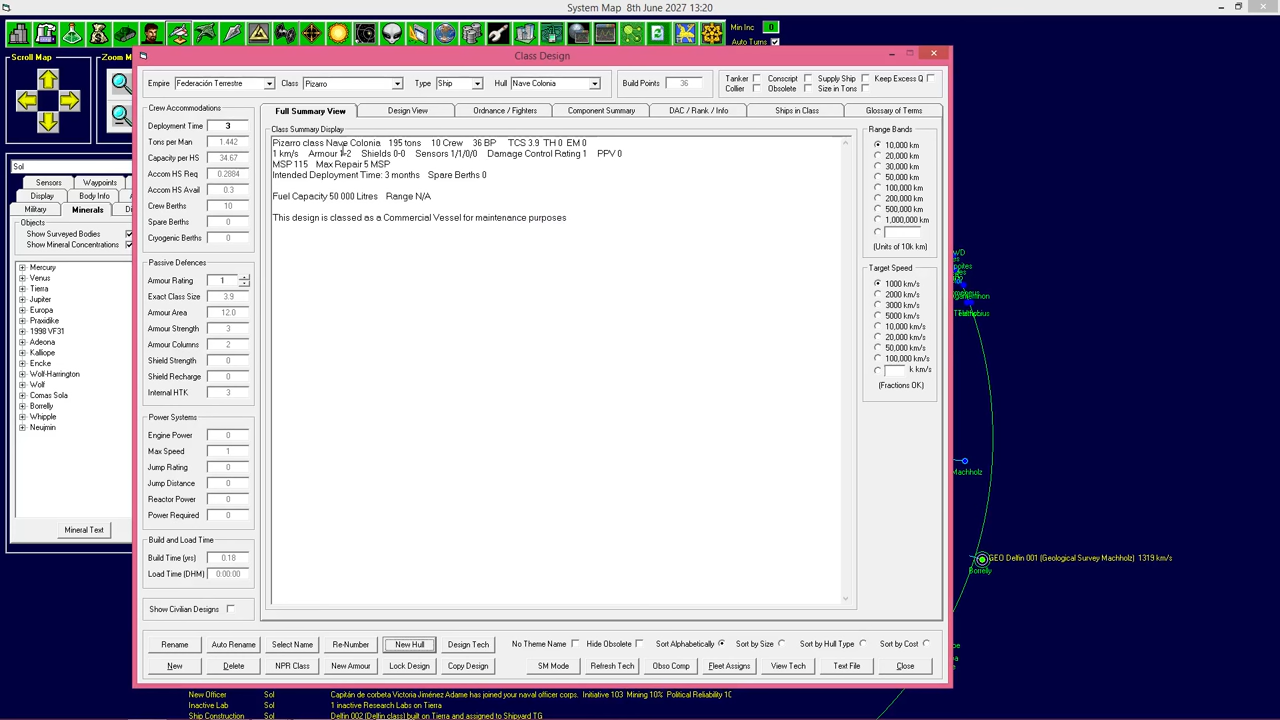 System Map 8th June 2027 13:20
Min Inc 0
Auto Turns
Scroll Map
Zoom M
Sol
Sensors Waypoints
Display Body Info
Military Minerals
Objects
Show Surveyed Bodies
Show Mineral Concentrations
Mercury
Venus
Tierra
Jupiter
Europa
Praxidike
1998 VF31
Adeona
Kalliope
Encke
Wolf-Harrington
Wolf
Comas Sola
Borrelly
Whipple
Neujmin
Mineral Text
Class Design
Empire Federación Terrestre Class Pizarro Type Ship Hull Nave Colonia Build Points 36
Tanker Conscript Supply Ship Keep Excess Q
Collier Obsolete Size in Tons
Full Summary View Design View Ordnance / Fighters Component Summary DAC / Rank / Info Ships in Class Glossary of Terms
Crew Accommodations
Deployment Time 3
Tons per Man 1.442
Capacity per HS 34.67
Accom HS Req 0.2884
Accom HS Avail 0.3
Crew Berths 10
Spare Berths 0
Cryogenic Berths 0
Passive Defences
Armour Rating 1
Exact Class Size 3.9
Armour Area 12.0
Armour Strength 3
Armour Columns 2
Shield Strength 0
Shield Recharge 0
Internal HTK 3
Power Systems
Engine Power 0
Max Speed 1
Jump Rating 0
Jump Distance 0
Reactor Power 0
Power Required 0
Build and Load Time
Build Time (yrs) 0.18
Load Time (DHM) 0:00:00
Show Civilian Designs
Class Summary Display
Pizarro class Nave Colonia 195 tons 10 Crew 36 BP TCS 3.9 TH 0 EM 0
1 km/s Armour 1-2 Shields 0-0 Sensors 1/1/0/0 Damage Control Rating 1 PPV 0
MSP 115 Max Repair 5 MSP
Intended Deployment Time: 3 months Spare Berths 0
Fuel Capacity 50 000 Litres Range N/A
This design is classed as a Commercial Vessel for maintenance purposes
Range Bands
10,000 km
20,000 km
30,000 km
50,000 km
100,000 km
200,000 km
500,000 km
1,000,000 km
(Units of 10k km)
Target Speed
1000 km/s
2000 km/s
3000 km/s
5000 km/s
10,000 km/s
20,000 km/s
50,000 km/s
100,000 km/s
k km/s
(Fractions OK)
Rename Auto Rename Select Name Re-Number New Hull Design Tech No Theme Name Hide Obsolete Sort Alphabetically Sort by Size Sort by Hull Type Sort by Cost
New Delete NPR Class New Armour Lock Design Copy Design SM Mode Refresh Tech Obso Comp Fleet Assigns View Tech Text File Close
WD
Machholz
GEO Delfin 001 (Geological Survey Machholz) 1319 km/s
Borrelly
New Officer Sol Capitán de corbeta Victoria Jiménez Adame has joined your naval officer corps. Initiative 103 Mining 10% Political Reliability 10
Inactive Lab Sol 1 inactive Research Labs on Tierra
Ship Construction Sol Delfin 002 (Delfin class) built on Tierra and assigned to Shipyard TG